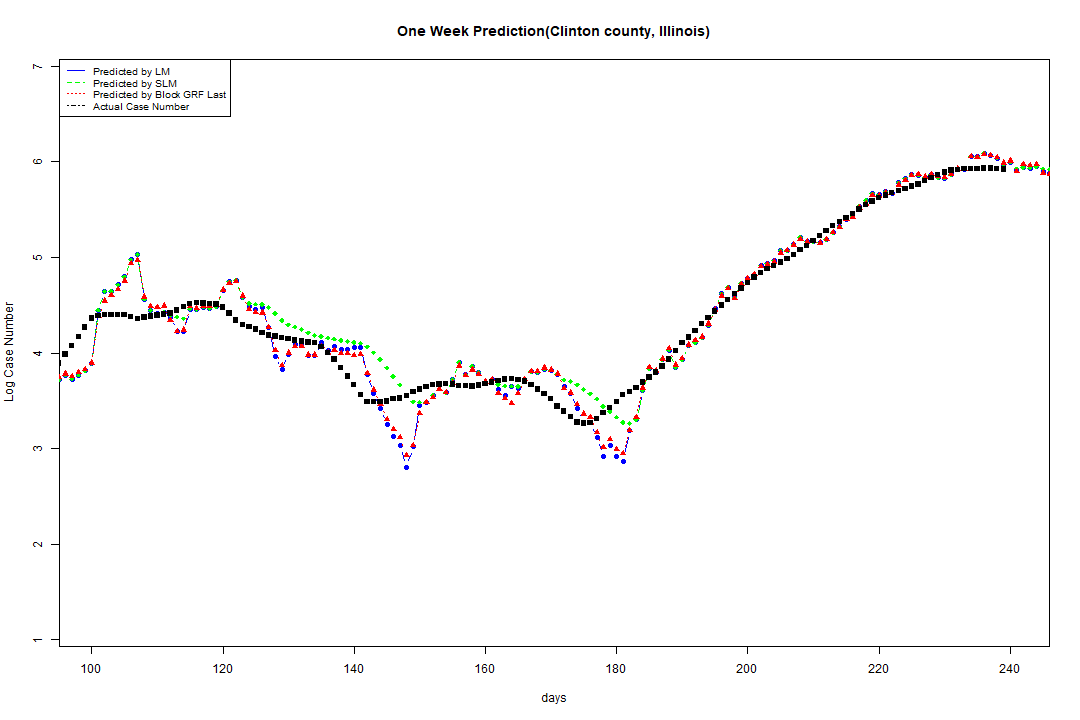 One Week Prediction(Clinton county, Illinois)
Predicted by LM
Predicted by SLM
Predicted by Block GRF Last
Actual Case Number
7
6
5
4
3
2
1
Log Case Number
100 120 140 160 180 200 220 240
days